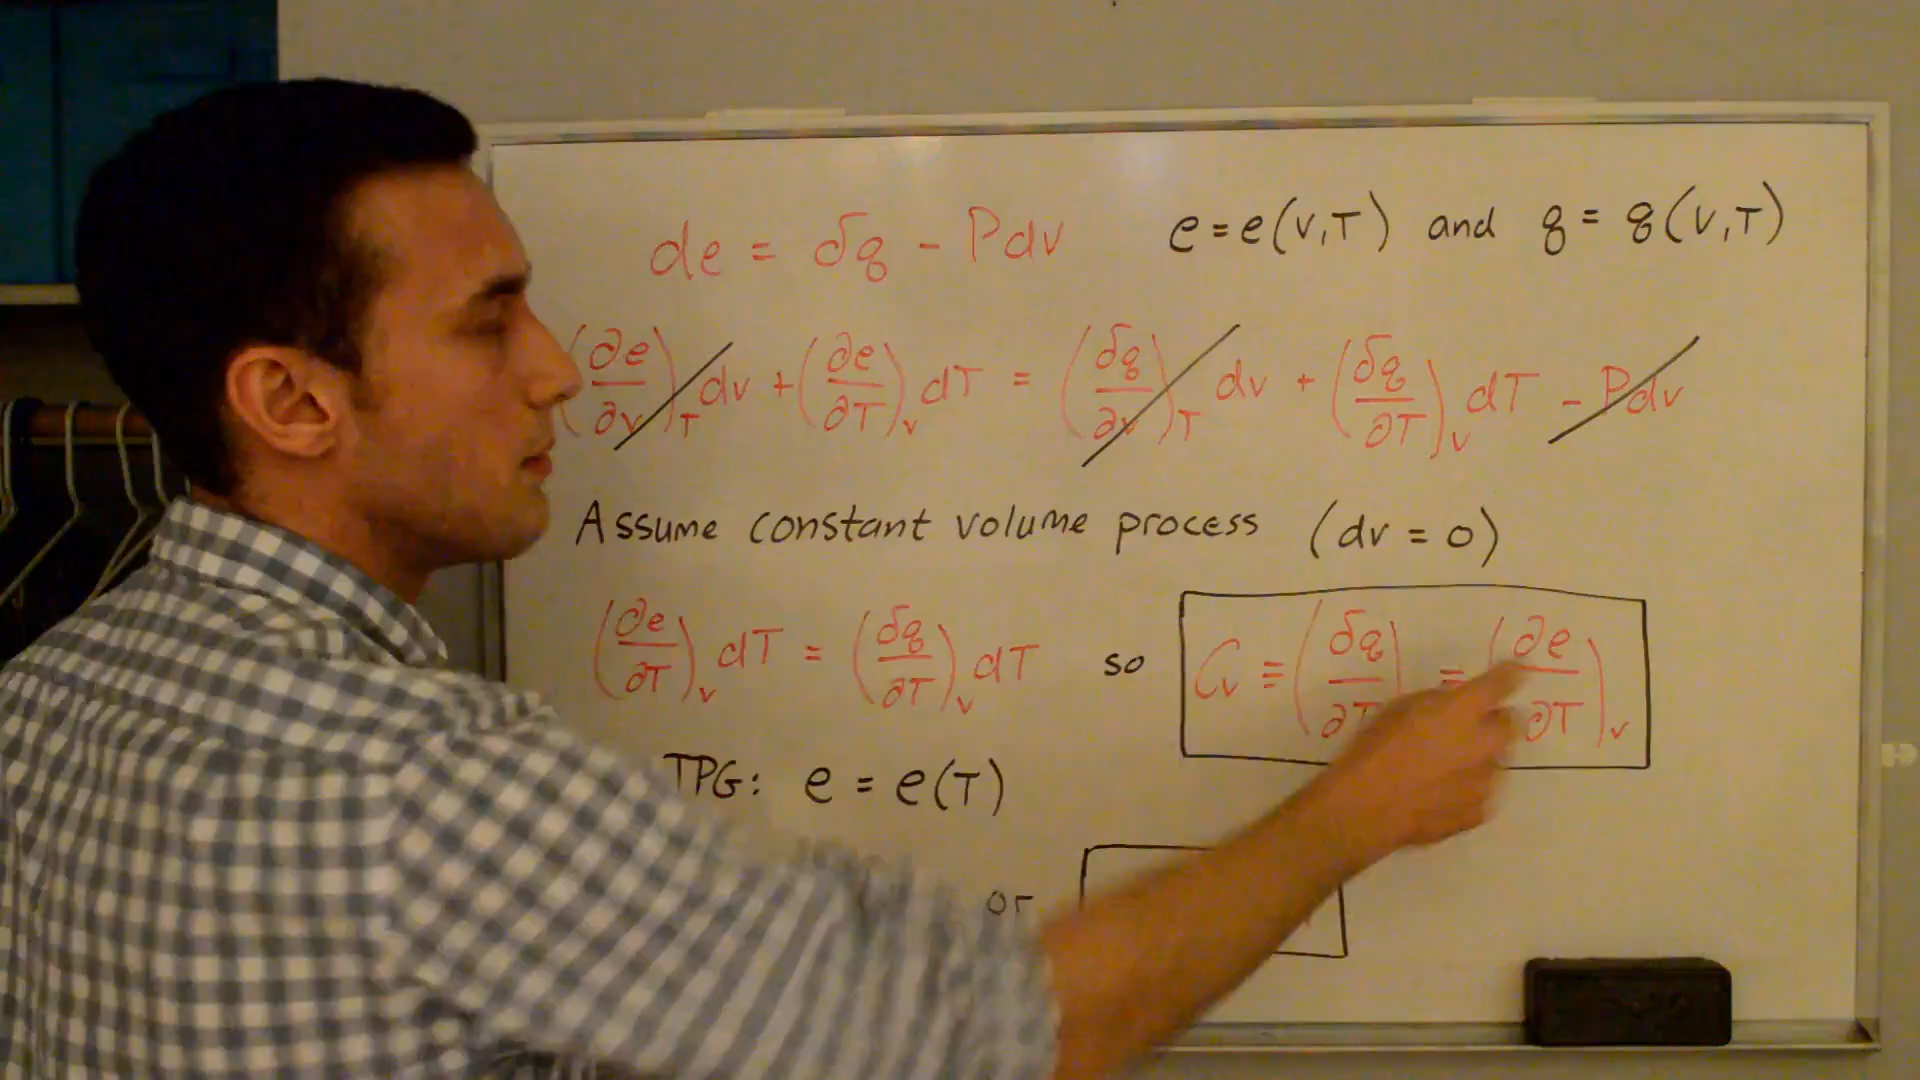 de = δq - Pdv e = e(v,T) and q = q(v,T)
(∂e/∂v)_T dv + (∂e/∂T)_v dT = (δq/∂v)_T dv + (δq/∂T)_v dT - Pdv
Assume constant volume process (dv = 0)
(∂e/∂T)_v dT = (δq/∂T)_v dT so C_v ≡ (δq/∂T) = (∂e/∂T)_v
TPG: e = e(T)
or